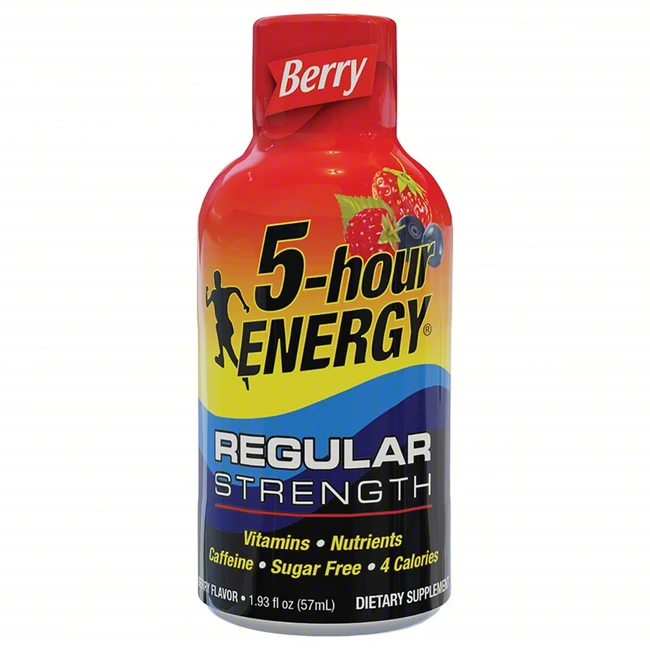 Berry
5-hour
ENERGY®
REGULAR
STRENGTH
Vitamins • Nutrients
Caffeine • Sugar Free • 4 Calories
FLAVOR • 1.93 fl oz (57mL) DIETARY